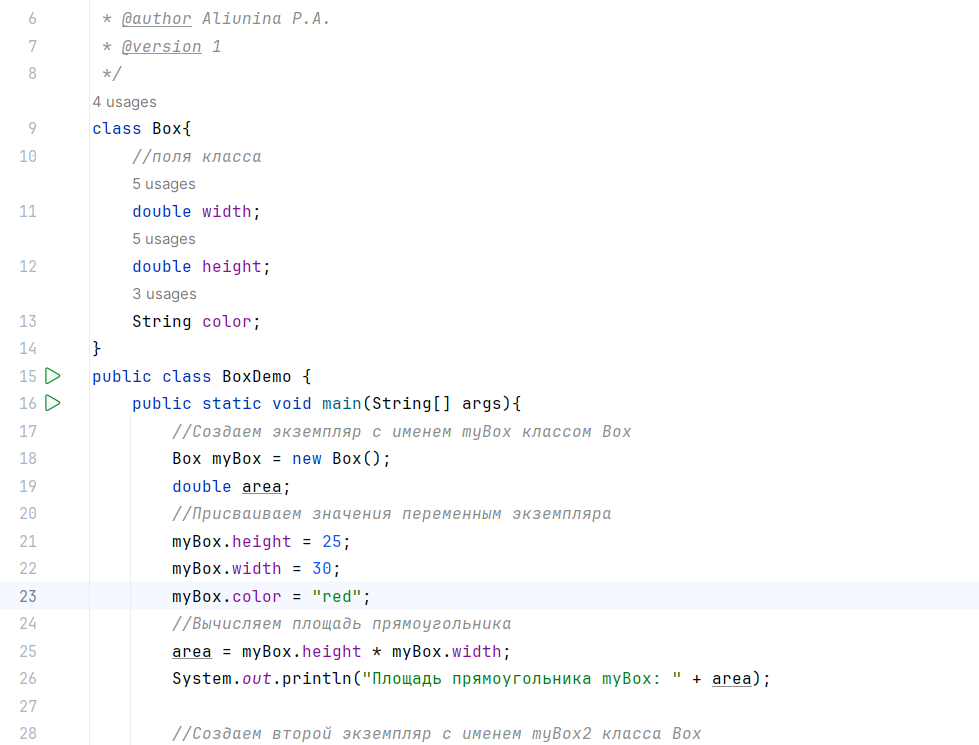 6 * @author Aliunina P.A.
7 * @version 1
8 */
4 usages
9 class Box{
10 //поля класса
5 usages
11 double width;
5 usages
12 double height;
3 usages
13 String color;
14 }
15 public class BoxDemo {
16 public static void main(String[] args){
17 //Создаем экземпляр с именем myBox классом Box
18 Box myBox = new Box();
19 double area;
20 //Присваиваем значения переменным экземпляра
21 myBox.height = 25;
22 myBox.width = 30;
23 myBox.color = "red";
24 //Вычисляем площадь прямоугольника
25 area = myBox.height * myBox.width;
26 System.out.println("Площадь прямоугольника myBox: " + area);
27
28 //Создаем второй экземпляр с именем myBox2 класса Box